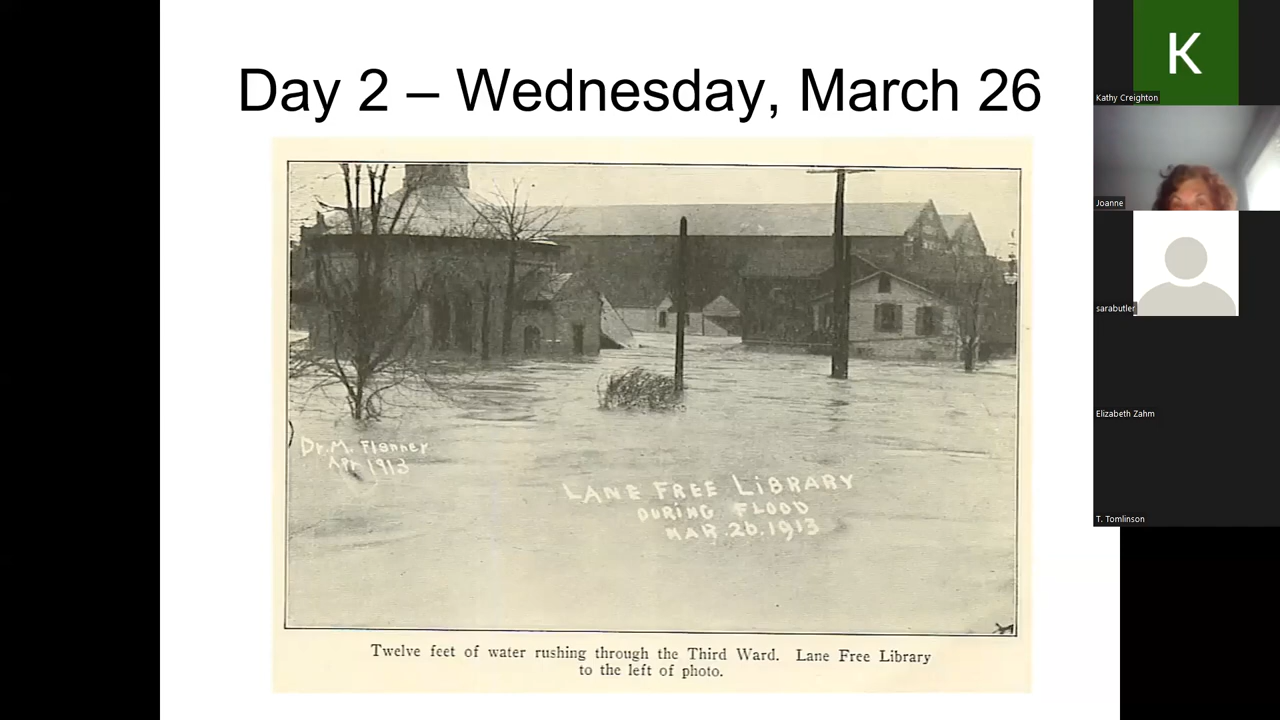 Day 2 – Wednesday, March 26
Dr. M. Flannery
Apr. 1913
LANE FREE LIBRARY
DURING FLOOD
MAR. 26. 1913
Twelve feet of water rushing through the Third Ward. Lane Free Library
to the left of photo.
K
Kathy Creighton
Joanne
sarabutler
Elizabeth Zahm
T. Tomlinson